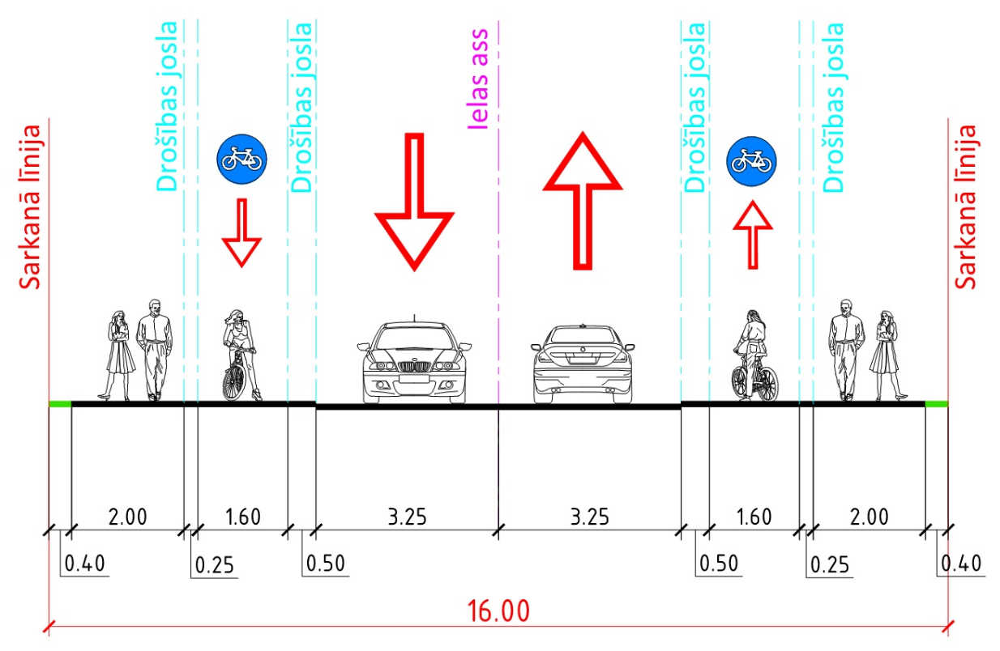 Sarkanā līnija
Drošības josla
Drošības josla
Ielas ass
Drošības josla
Drošības josla
Sarkanā līnija
2.00
1.60
3.25
3.25
1.60
2.00
0.40
0.25
0.50
0.50
0.25
0.40
16.00